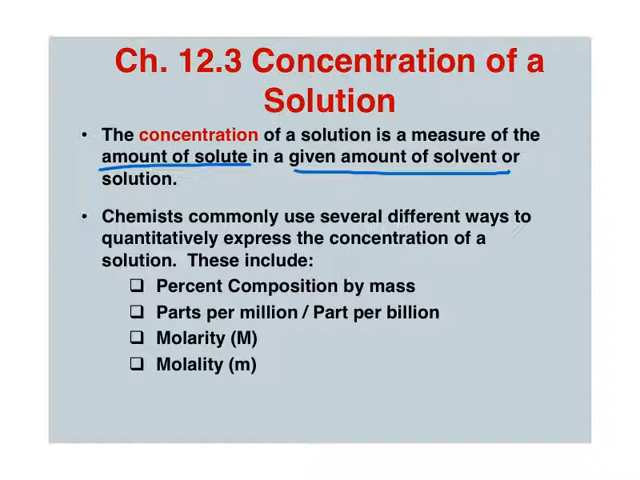 Ch. 12.3 Concentration of a
Solution
• The concentration of a solution is a measure of the
amount of solute in a given amount of solvent or
solution.
• Chemists commonly use several different ways to
quantitatively express the concentration of a
solution. These include:
❑ Percent Composition by mass
❑ Parts per million / Part per billion
❑ Molarity (M)
❑ Molality (m)